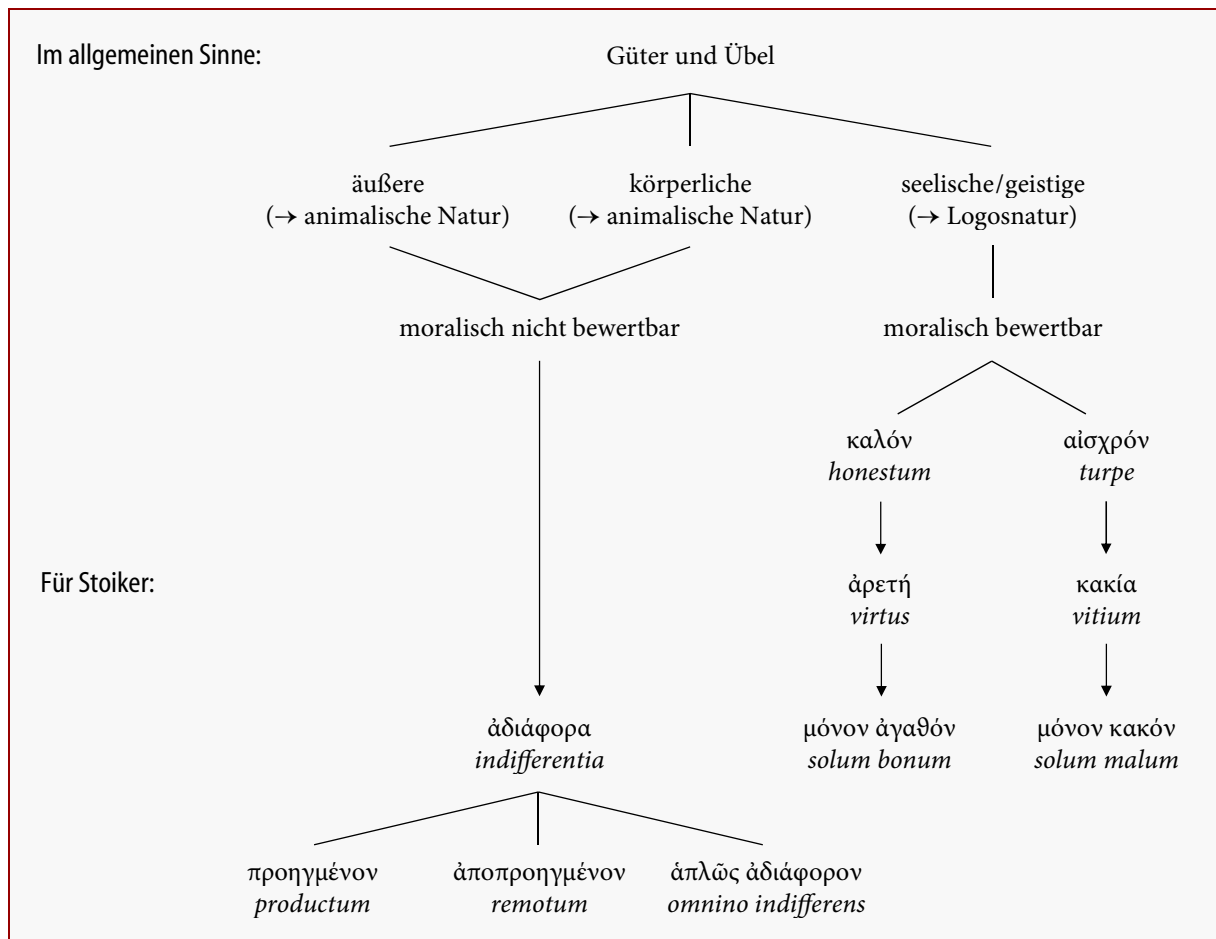 Im allgemeinen Sinne:
Güter und Übel
äußere
(→ animalische Natur)
körperliche
(→ animalische Natur)
seelische/geistige
(→ Logosnatur)
moralisch nicht bewertbar
moralisch bewertbar
καλόν
honestum
αἰσχρόν
turpe
Für Stoiker:
ἀρετή
virtus
κακία
vitium
ἀδιάφορα
indifferentia
μόνον ἀγαϑόν
solum bonum
μόνον κακόν
solum malum
προηγμένον
productum
ἀποπροηγμένον
remotum
ἁπλῶς ἀδιάφορον
omnino indifferens